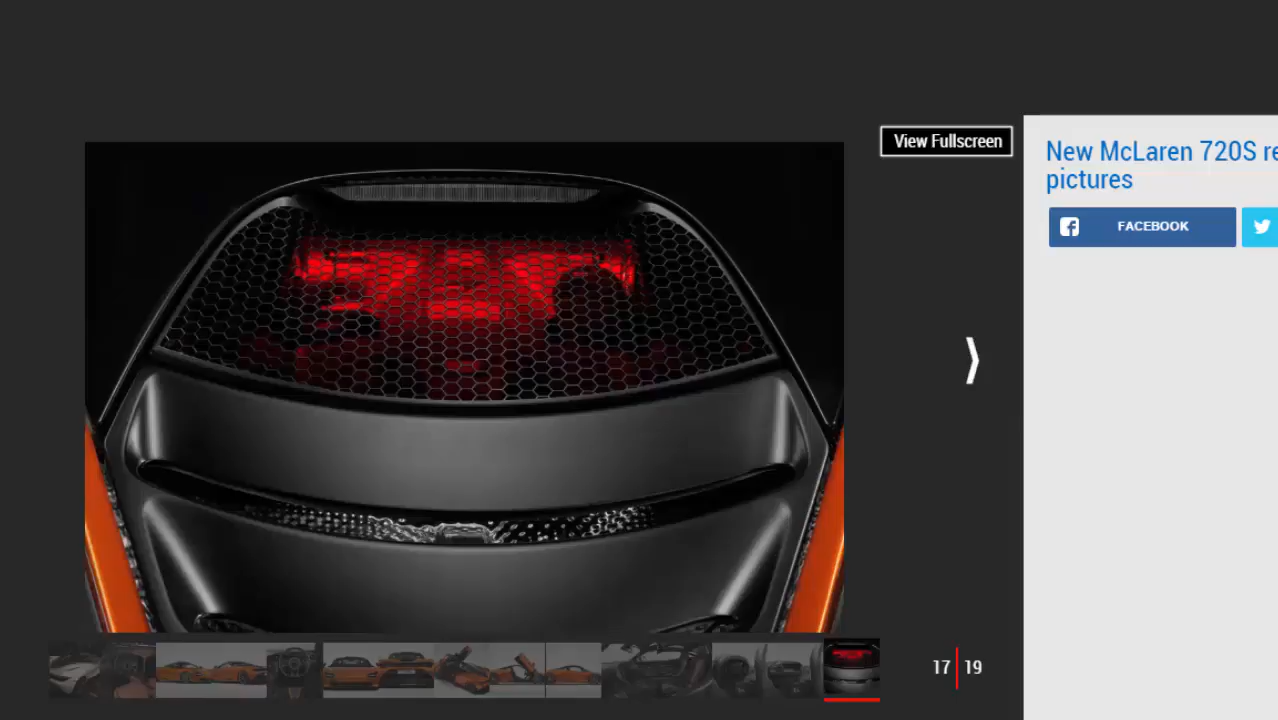 View Fullscreen
New McLaren 720S re
pictures
FACEBOOK
17 19